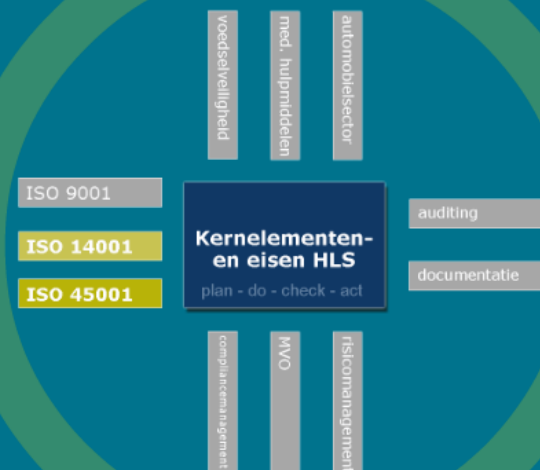 voedselveiligheid
med. hulpmiddelen
automobielsector
ISO 9001
ISO 14001
ISO 45001
Kernelementen-
en eisen HLS
plan - do - check - act
auditing
documentatie
compliancemanagement
MVO
risicomanagement